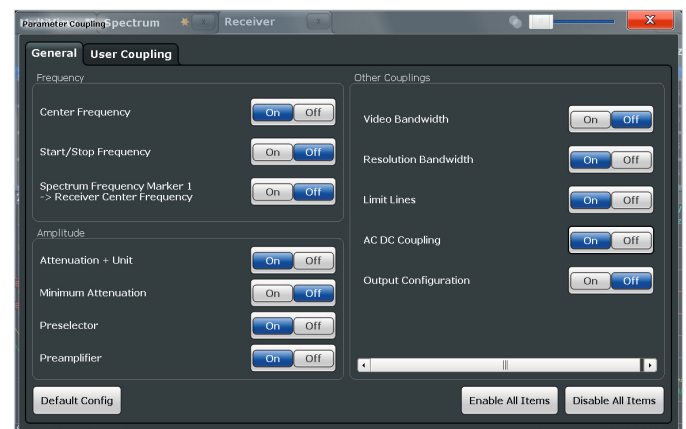 Parameter Coupling Spectrum Receiver
General User Coupling
Frequency
Center Frequency On Off
Start/Stop Frequency On Off
Spectrum Frequency Marker 1
-> Receiver Center Frequency On Off
Amplitude
Attenuation + Unit On Off
Minimum Attenuation On Off
Preselector On Off
Preamplifier On Off
Other Couplings
Video Bandwidth On Off
Resolution Bandwidth On Off
Limit Lines On Off
AC DC Coupling On Off
Output Configuration On Off
Default Config Enable All Items Disable All Items